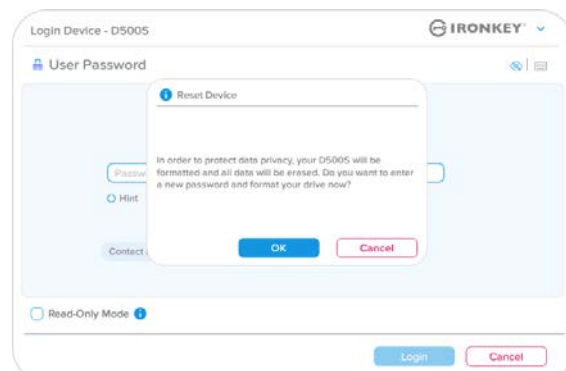 Login Device - D500S
IRONKEY
User Password
Reset Device
In order to protect data privacy, your D500S will be
formatted and all data will be erased. Do you want to enter
a new password and format your drive now?
Passw
Hint
Contact
OK
Cancel
Read-Only Mode
Login
Cancel